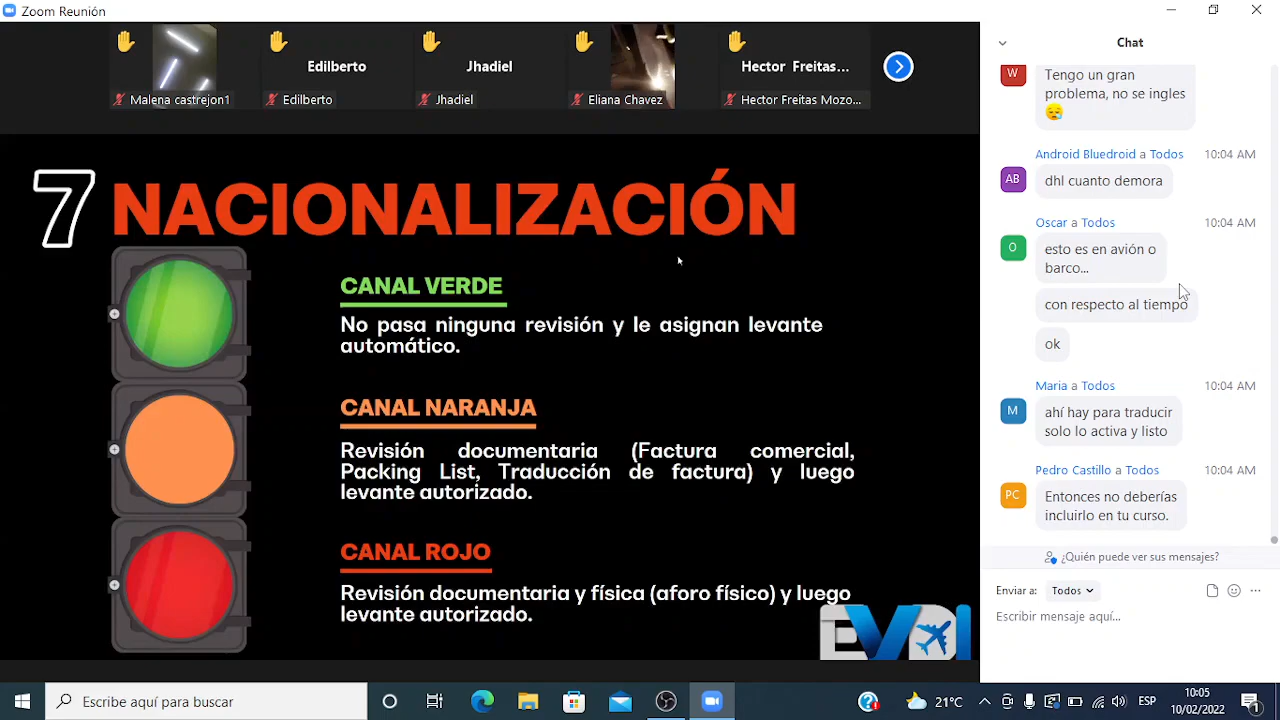 Zoom Reunión
Edilberto
Jhadiel
Hector Freitas...
Malena castrejon1
Edilberto
Jhadiel
Eliana Chavez
Hector Freitas Mozo...
7 NACIONALIZACIÓN
CANAL VERDE
No pasa ninguna revisión y le asignan levante
automático.
CANAL NARANJA
Revisión documentaria (Factura comercial,
Packing List, Traducción de factura) y luego
levante autorizado.
CANAL ROJO
Revisión documentaria y física (aforo físico) y luego
levante autorizado.
EVDI
Chat
W
Tengo un gran
problema, no se ingles
Android Bluedroid a Todos 10:04 AM
AB
dhl cuanto demora
Oscar a Todos 10:04 AM
O
esto es en avión o
barco...
con respecto al tiempo
ok
Maria a Todos 10:04 AM
M
ahí hay para traducir
solo lo activa y listo
Pedro Castillo a Todos 10:04 AM
PC
Entonces no deberías
incluirlo en tu curso.
¿Quién puede ver sus mensajes?
Enviar a: Todos
Escribir mensaje aquí...
Escribe aquí para buscar
21°C
ESP
10:05
10/02/2022
1